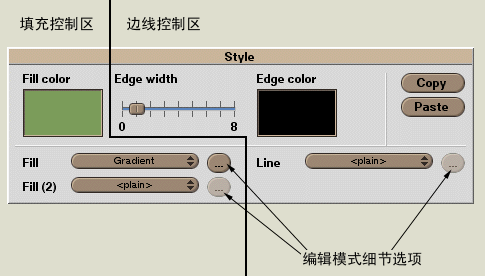 填充控制区 边线控制区
Style
Fill color Edge width Edge color
Copy
Paste
0 8
Fill Gradient ... Line <plain> ...
Fill (2) <plain> ...
编辑模式细节选项